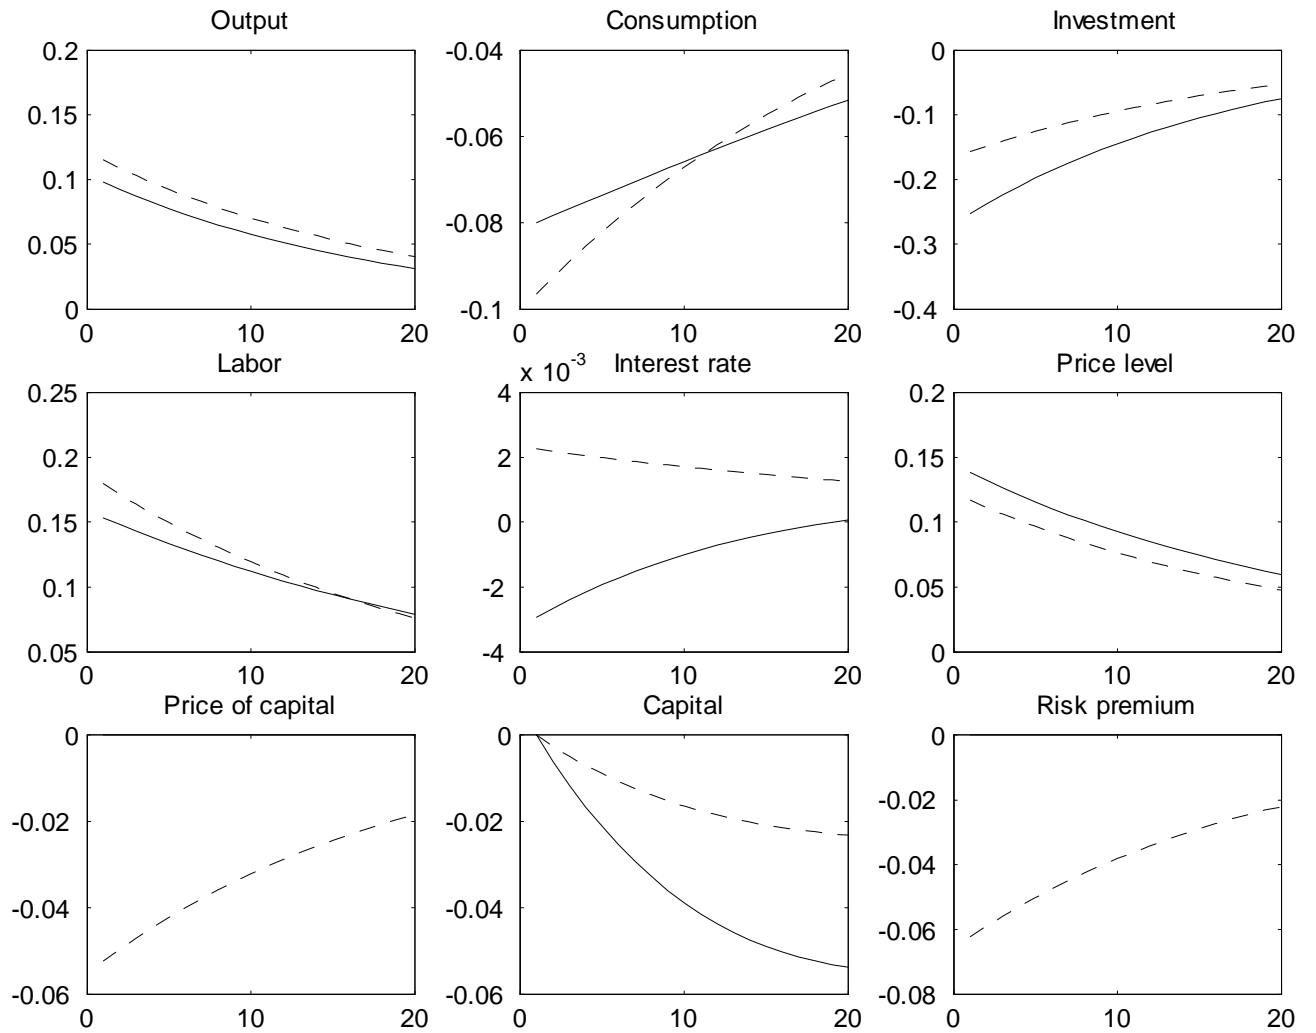 Output Consumption Investment
0.2 -0.04 0
0.15 -0.06 -0.1
0.1 -0.08 -0.2
0.05 -0.3
0 -0.1 -0.4
0 10 20 0 10 20 0 10 20
Labor x 10^-3 Interest rate Price level
0.25 4 0.2
0.2 2 0.15
0.15 0 0.1
0.1 -2 0.05
0.05 -4 0
0 10 20 0 10 20 0 10 20
Price of capital Capital Risk premium
0 0 0
-0.02 -0.02 -0.02
-0.04 -0.04 -0.04
-0.06
-0.06 -0.06 -0.08
0 10 20 0 10 20 0 10 20